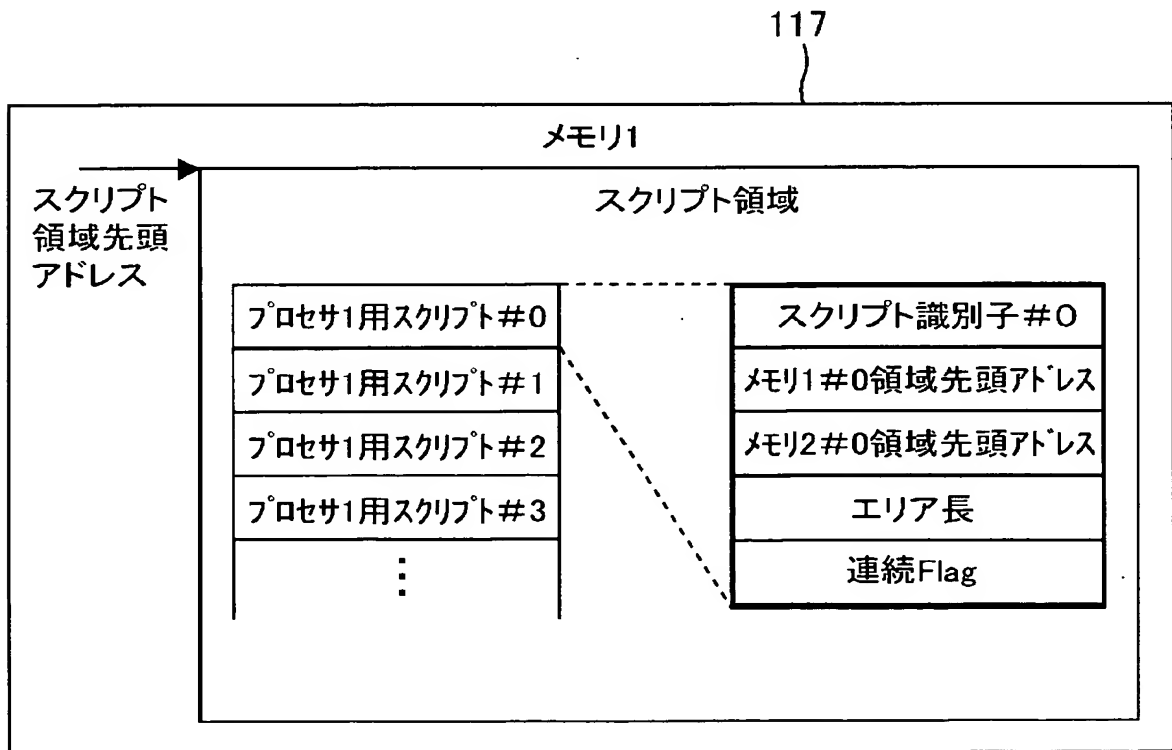 117
メモリ1
スクリプト
領域先頭
アドレス
スクリプト領域
プロセサ1用スクリプト#0
プロセサ1用スクリプト#1
プロセサ1用スクリプト#2
プロセサ1用スクリプト#3
スクリプト識別子#0
メモリ1#0領域先頭アドレス
メモリ2#0領域先頭アドレス
エリア長
連続Flag